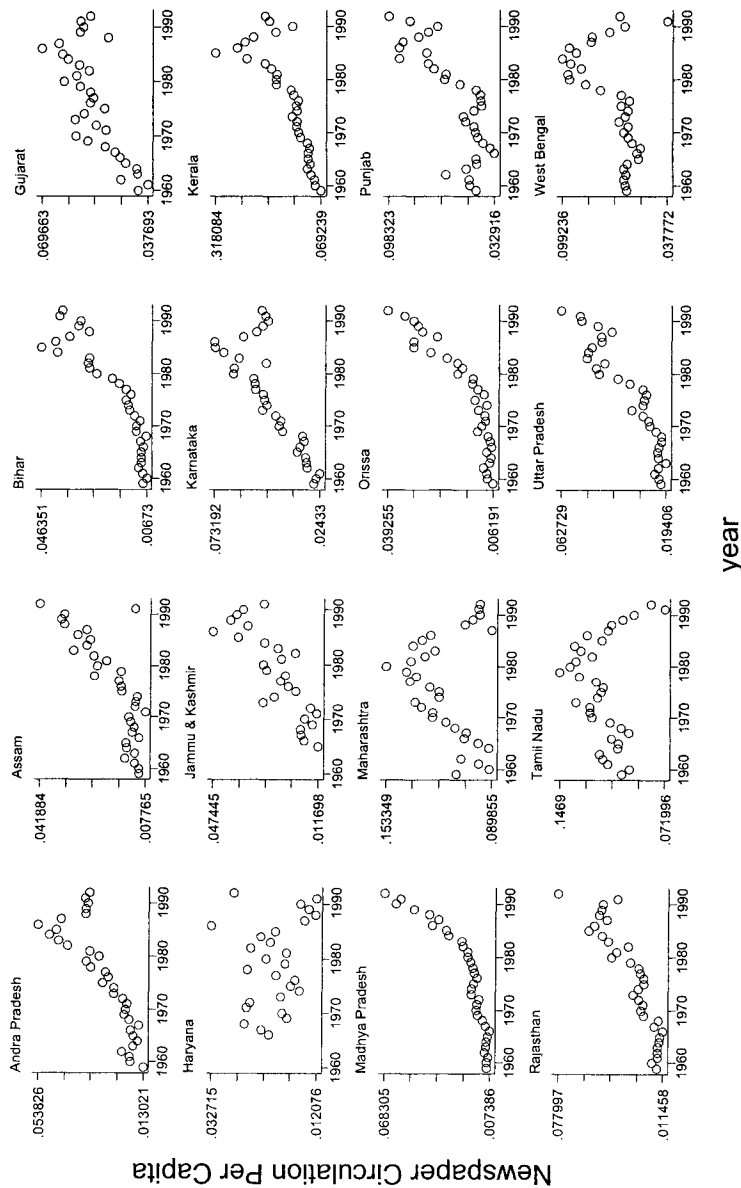 Andra Pradesh
.053826
.013021
1960 1970 1980 1990
Assam
.041884
.007765
1960 1970 1980 1990
Bihar
.046351
.00673
1960 1970 1980 1990
Gujarat
.069663
.037693
1960 1970 1980 1990
Haryana
.032715
.012076
1960 1970 1980 1990
Jammu & Kashmir
.047445
.011698
1960 1970 1980 1990
Karnataka
.073192
.02433
1960 1970 1980 1990
Kerala
.318084
.069239
1960 1970 1980 1990
Madhya Pradesh
.068305
.007386
1960 1970 1980 1990
Maharashtra
.153349
.089855
1960 1970 1980 1990
Orissa
.039255
.005191
1960 1970 1980 1990
Punjab
.098323
.032916
1960 1970 1980 1990
Rajasthan
.077997
.011458
1960 1970 1980 1990
Tamil Nadu
.1469
.071996
1960 1970 1980 1990
Uttar Pradesh
.062729
.019406
1960 1970 1980 1990
West Bengal
.099236
.037772
1960 1970 1980 1990
Newspaper Circulation Per Capita
year